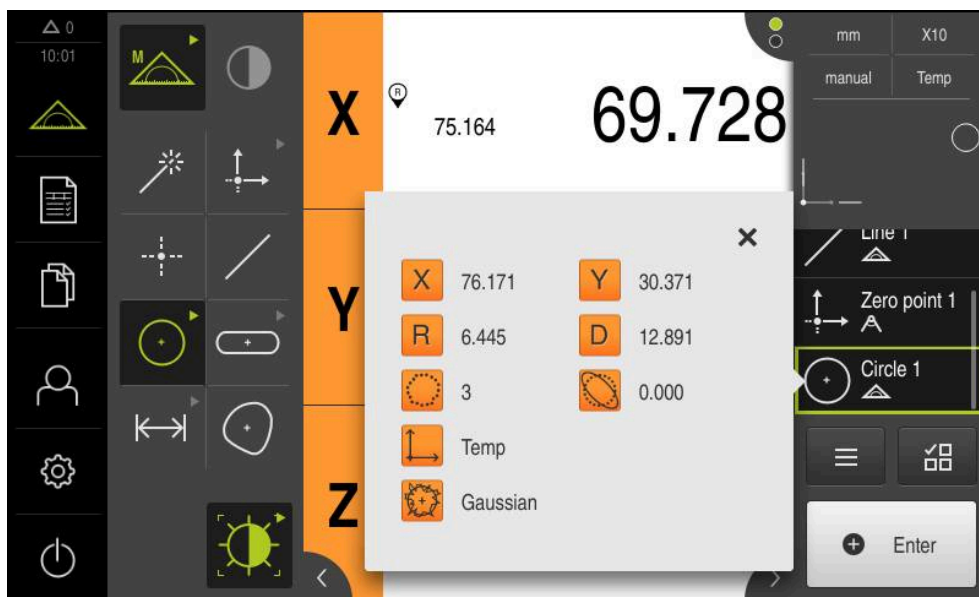 0
10:01
M
X
R
75.164
69.728
mm
X10
manual
Temp
Line 1
Zero point 1
Circle 1
Y
Z
X
76.171
Y
30.371
R
6.445
D
12.891
3
0.000
Temp
Gaussian
Enter